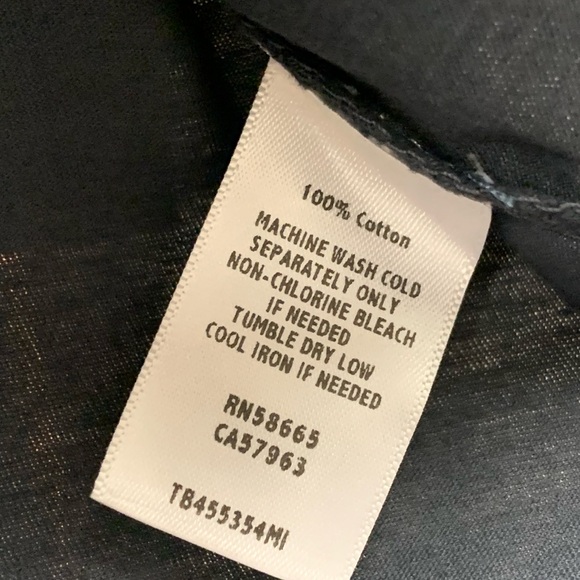 100% Cotton
MACHINE WASH COLD
SEPARATELY ONLY
NON-CHLORINE BLEACH
IF NEEDED
TUMBLE DRY LOW
COOL IRON IF NEEDED
RN58665
CA57963
TB455354MI